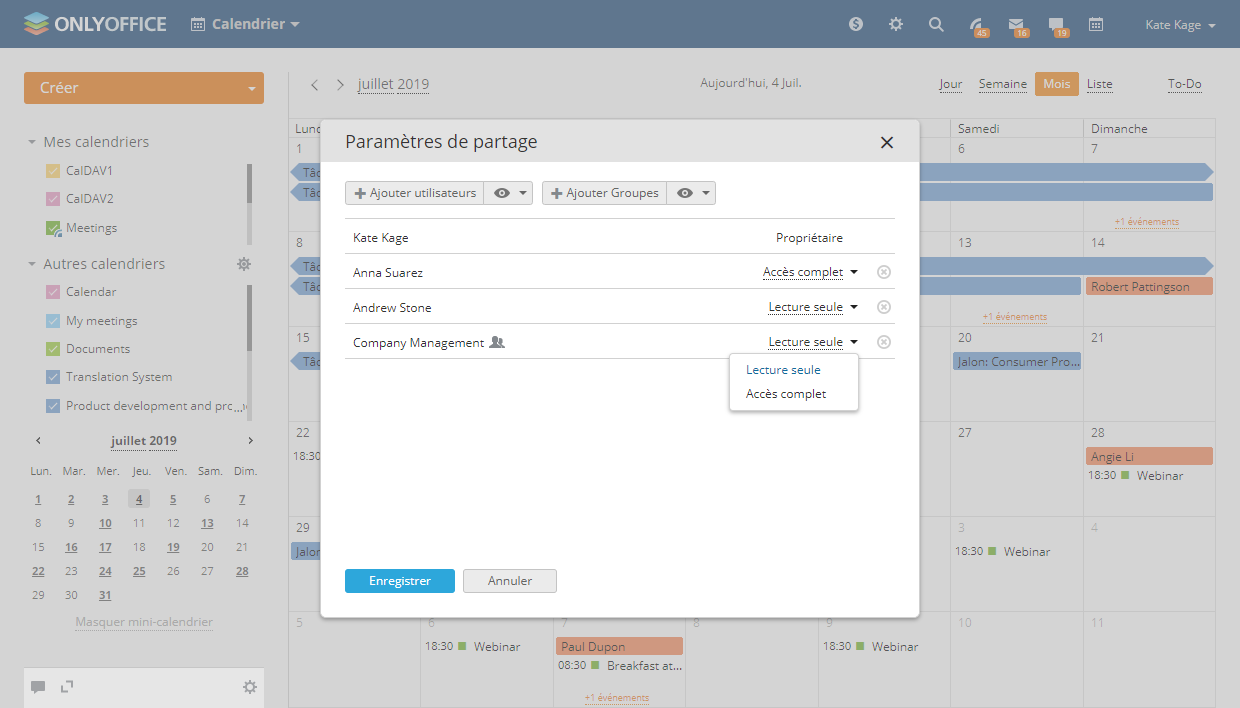 ONLYOFFICE Calendrier
$ 45 16 19 Kate Kage
Créer
juillet 2019
Aujourd'hui, 4 Juil.
Jour Semaine Mois Liste To-Do
Mes calendriers
CalDAV1
CalDAV2
Meetings
Autres calendriers
Calendar
My meetings
Documents
Translation System
Product development and prc...
juillet 2019
Lun. Mar. Mer. Jeu. Ven. Sam. Dim.
1 2 3 4 5 6 7
8 9 10 11 12 13 14
15 16 17 18 19 20 21
22 23 24 25 26 27 28
29 30 31
Masquer mini-calendrier
Paramètres de partage
Ajouter utilisateurs Ajouter Groupes
Kate Kage Propriétaire
Anna Suarez Accès complet
Andrew Stone Lecture seule
Company Management Lecture seule
Lecture seule
Accès complet
Enregistrer Annuler
Lund Samedi Dimanche
1 6 7
Tâc
Tâc
+1 événements
8 13 14
Tâc
Tâc Robert Pattingson
+1 événements
15 20 21
Tâc Jalon: Consumer Pro...
22 27 28
18:30 Angie Li
18:30 Webinar
29 3 4
Jalon 18:30 Webinar
5 6 7 8 9 10 11
18:30 Webinar Paul Dupon 18:30 Webinar
08:30 Breakfast at...
+1 événements